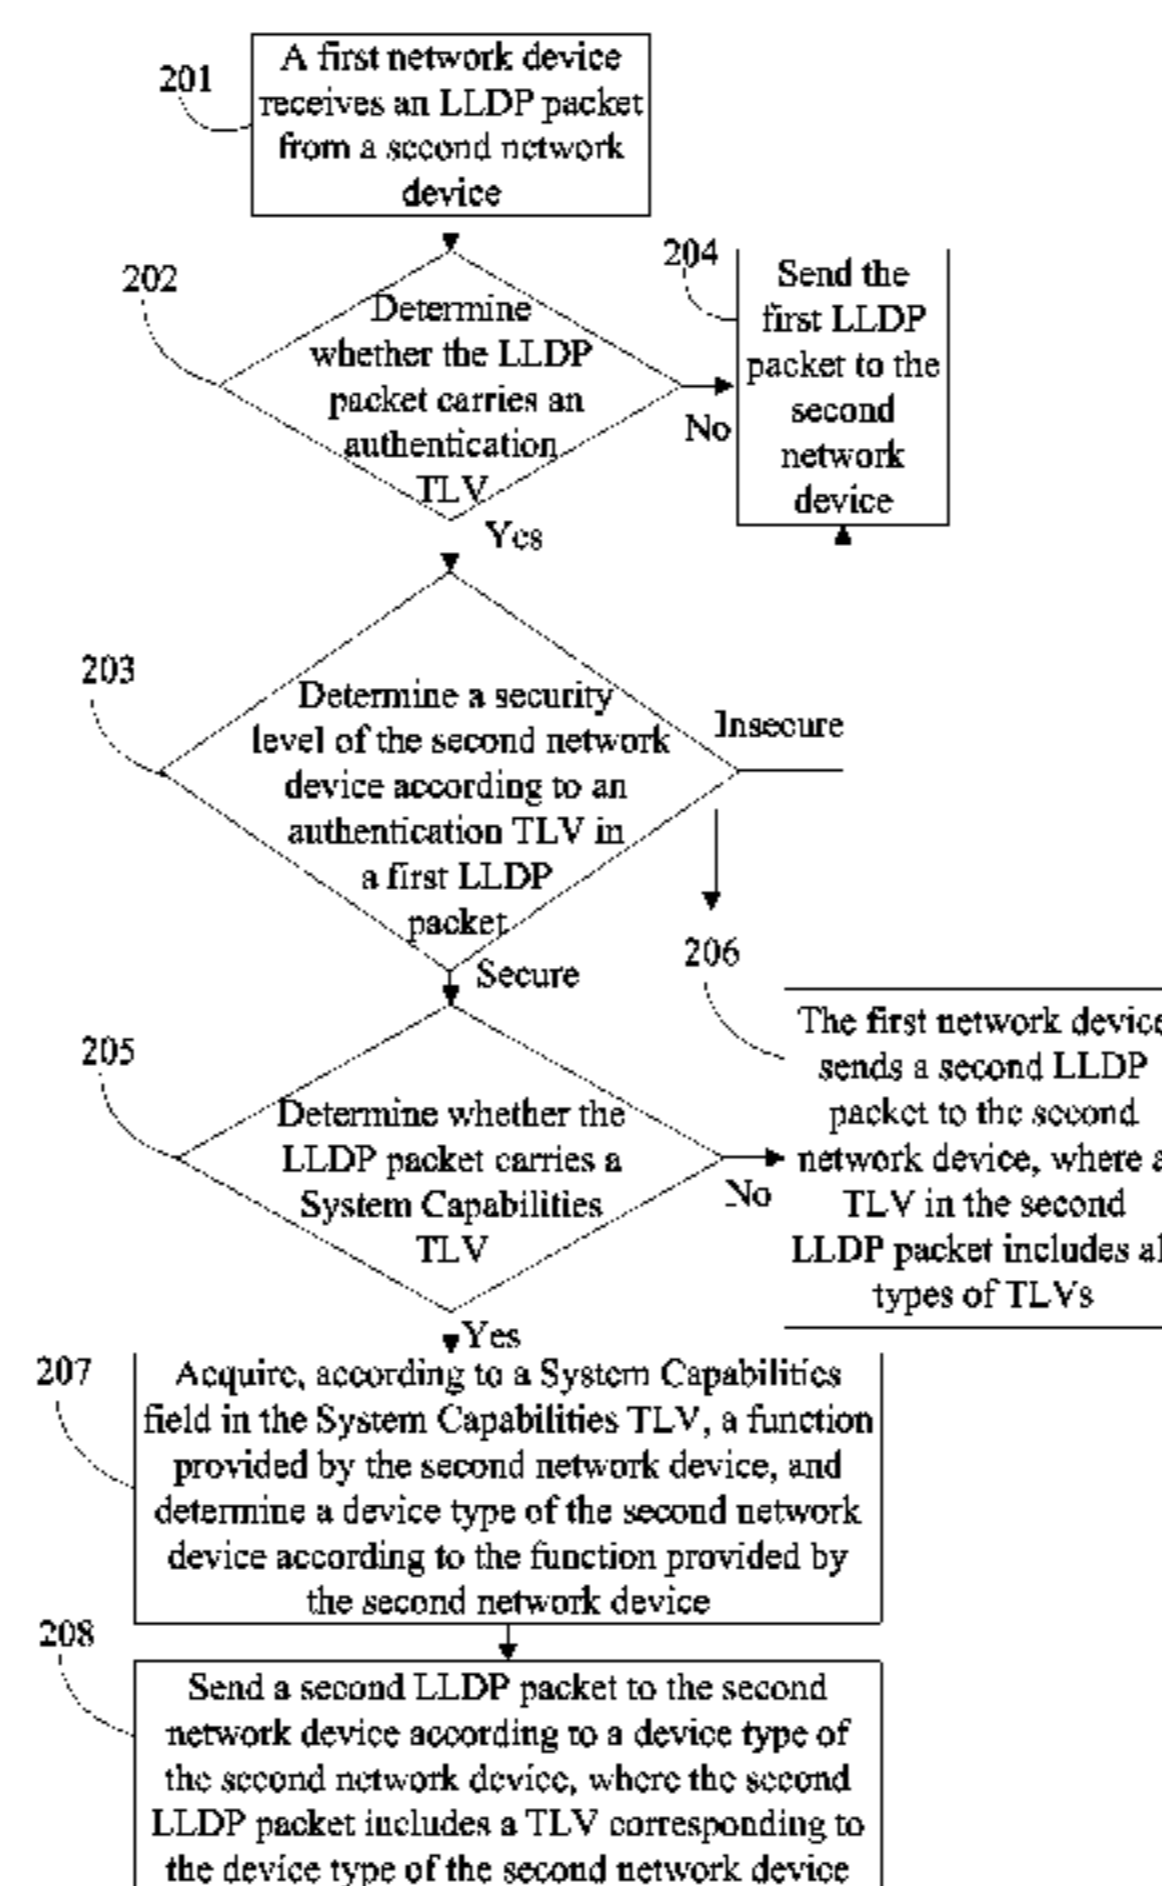 201
A first network device
receives an LLDP packet
from a second network
device
202
Determine
whether the LLDP
packet carries an
authentication
TLV
No
Yes
204
Send the
first LLDP
packet to the
second
network
device
203
Determine a security
level of the second network
device according to an
authentication TLV in
a first LLDP
packet
Insecure
Secure
205
Determine whether the
LLDP packet carries a
System Capabilities
TLV
No
Yes
206
The first network device
sends a second LLDP
packet to the second
network device, where a
TLV in the second
LLDP packet includes al
types of TLVs
207
Acquire, according to a System Capabilities
field in the System Capabilities TLV, a function
provided by the second network device, and
determine a device type of the second network
device according to the function provided by
the second network device
208
Send a second LLDP packet to the second
network device according to a device type of
the second network device, where the second
LLDP packet includes a TLV corresponding to
the device type of the second network device